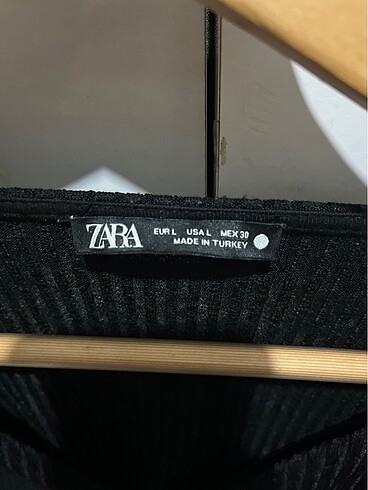 ZARA
EUR L USA L MEX 30
MADE IN TURKEY